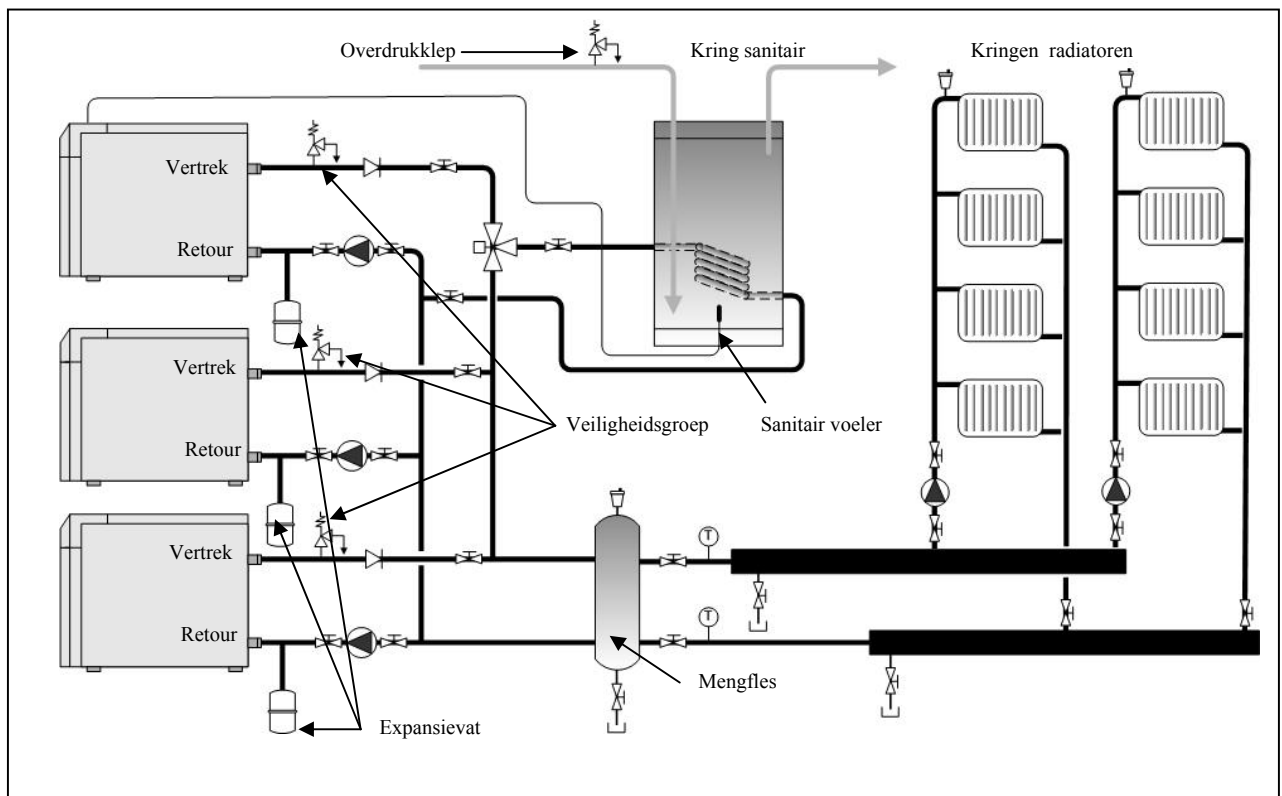 Overdrukklep
Kring sanitair
Kringen radiatoren
Vertrek
Retour
Vertrek
Veiligheidsgroep
Sanitair voeler
Retour
Vertrek
T
T
Retour
Mengfles
Expansievat